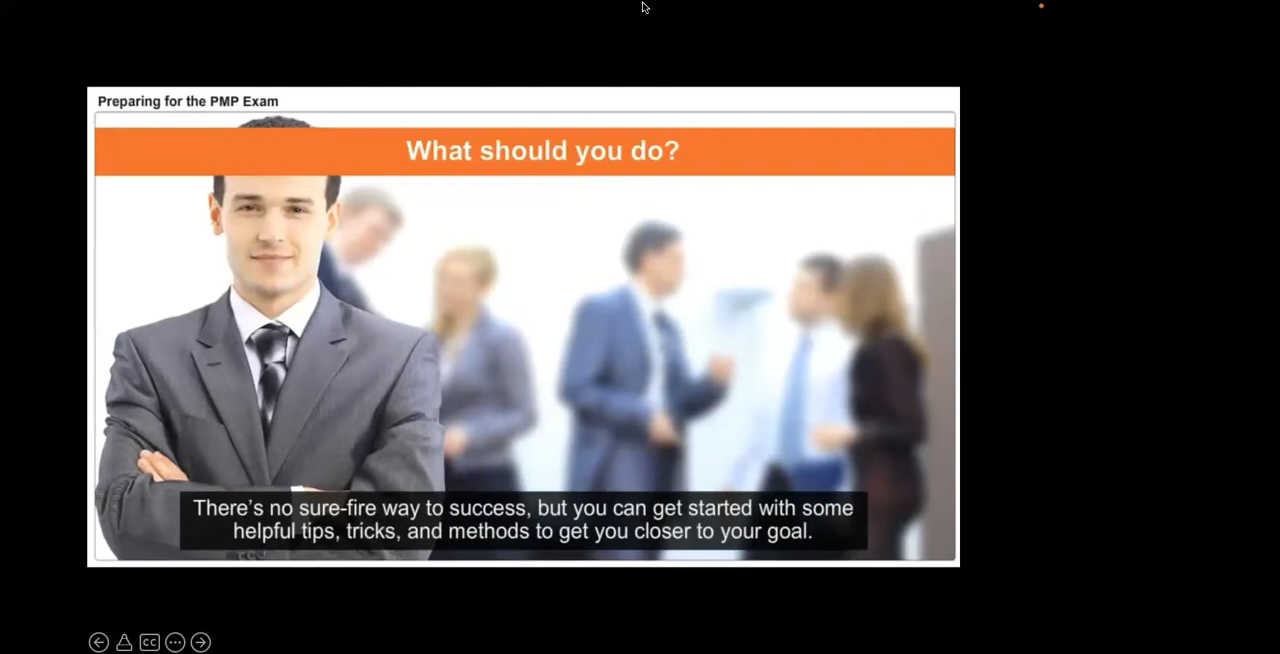 Preparing for the PMP Exam
What should you do?
There's no sure-fire way to success, but you can get started with some
helpful tips, tricks, and methods to get you closer to your goal.
CC